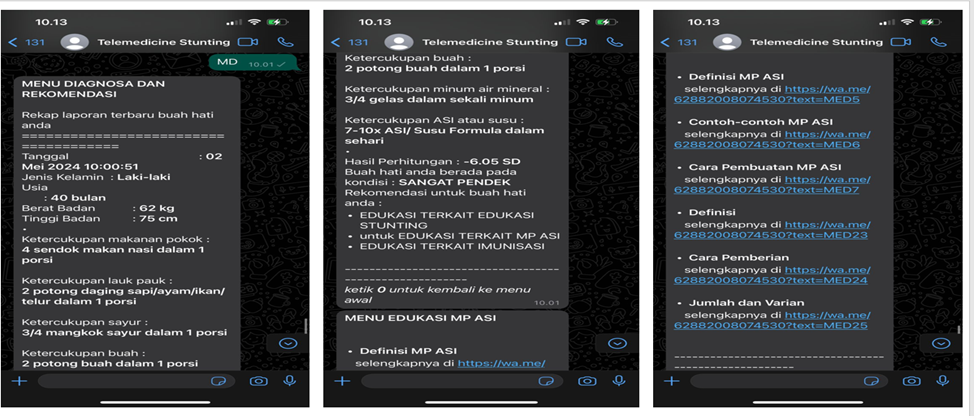 10.13
131
Telemedicine Stunting
MD 10.01
MENU DIAGNOSA DAN
REKOMENDASI
Rekap laporan terbaru buah hati
anda
==========================
============
Tanggal : 02
Mei 2024 10:00:51
Jenis Kelamin : Laki-laki
Usia
: 40 bulan
Berat Badan : 62 kg
Tinggi Badan : 75 cm
•
Ketercukupan makanan pokok :
4 sendok makan nasi dalam 1
porsi
Ketercukupan lauk pauk :
2 potong daging sapi/ayam/ikan/
telur dalam 1 porsi
Ketercukupan sayur :
3/4 mangkok sayur dalam 1 porsi
Ketercukupan buah :
2 potong buah dalam 1 porsi
10.13
131
Telemedicine Stunting
Ketercukupan buah :
2 potong buah dalam 1 porsi
Ketercukupan minum air mineral :
3/4 gelas dalam sekali minum
Ketercukupan ASI atau susu :
7-10x ASI/ Susu Formula dalam
sehari
•
Hasil Perhitungan : -6.05 SD
Buah hati anda berada pada
kondisi : SANGAT PENDEK
Rekomendasi untuk buah hati
anda :
• EDUKASI TERKAIT EDUKASI
STUNTING
• untuk EDUKASI TERKAIT MP ASI
• EDUKASI TERKAIT IMUNISASI
-----------------------------------
--------------------
ketik 0 untuk kembali ke menu
awal
10.01
MENU EDUKASI MP ASI
• Definisi MP ASI
selengkapnya di https://wa.me/
10.13
131
Telemedicine Stunting
• Definisi MP ASI
selengkapnya di https://wa.me/
62882008074530?text=MED5
• Contoh-contoh MP ASI
selengkapnya di https://wa.me/
62882008074530?text=MED6
• Cara Pembuatan MP ASI
selengkapnya di https://wa.me/
62882008074530?text=MED7
• Definisi
selengkapnya di https://wa.me/
62882008074530?text=MED23
• Cara Pemberian
selengkapnya di https://wa.me/
62882008074530?text=MED24
• Jumlah dan Varian
selengkapnya di https://wa.me/
62882008074530?text=MED25
-----------------------------------
--------------------